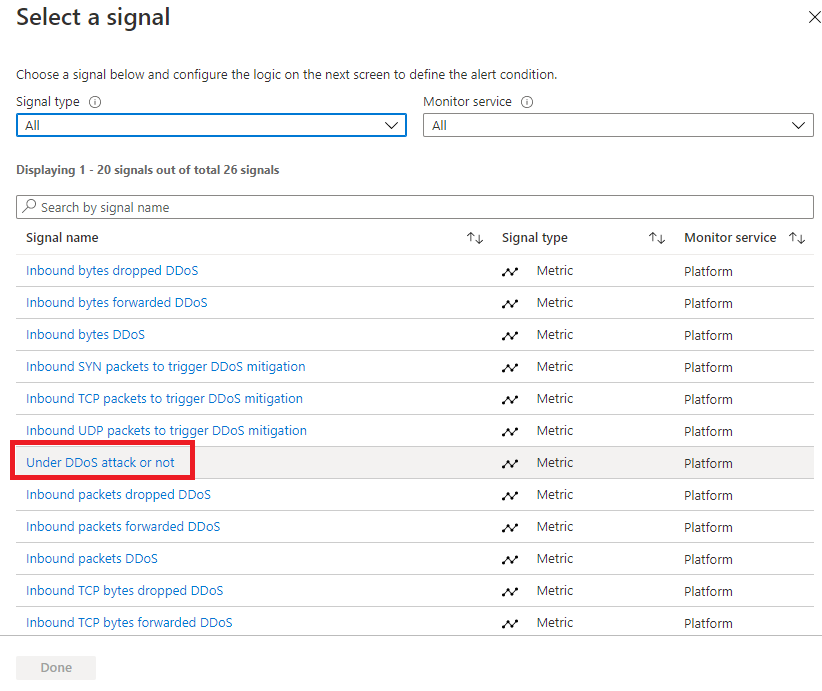 Select a signal
Choose a signal below and configure the logic on the next screen to define the alert condition.
Signal type Monitor service
All All
Displaying 1 - 20 signals out of total 26 signals
Search by signal name
Signal name Signal type Monitor service
Inbound bytes dropped DDoS Metric Platform
Inbound bytes forwarded DDoS Metric Platform
Inbound bytes DDoS Metric Platform
Inbound SYN packets to trigger DDoS mitigation Metric Platform
Inbound TCP packets to trigger DDoS mitigation Metric Platform
Inbound UDP packets to trigger DDoS mitigation Metric Platform
Under DDoS attack or not Metric Platform
Inbound packets dropped DDoS Metric Platform
Inbound packets forwarded DDoS Metric Platform
Inbound packets DDoS Metric Platform
Inbound TCP bytes dropped DDoS Metric Platform
Inbound TCP bytes forwarded DDoS Metric Platform
Done